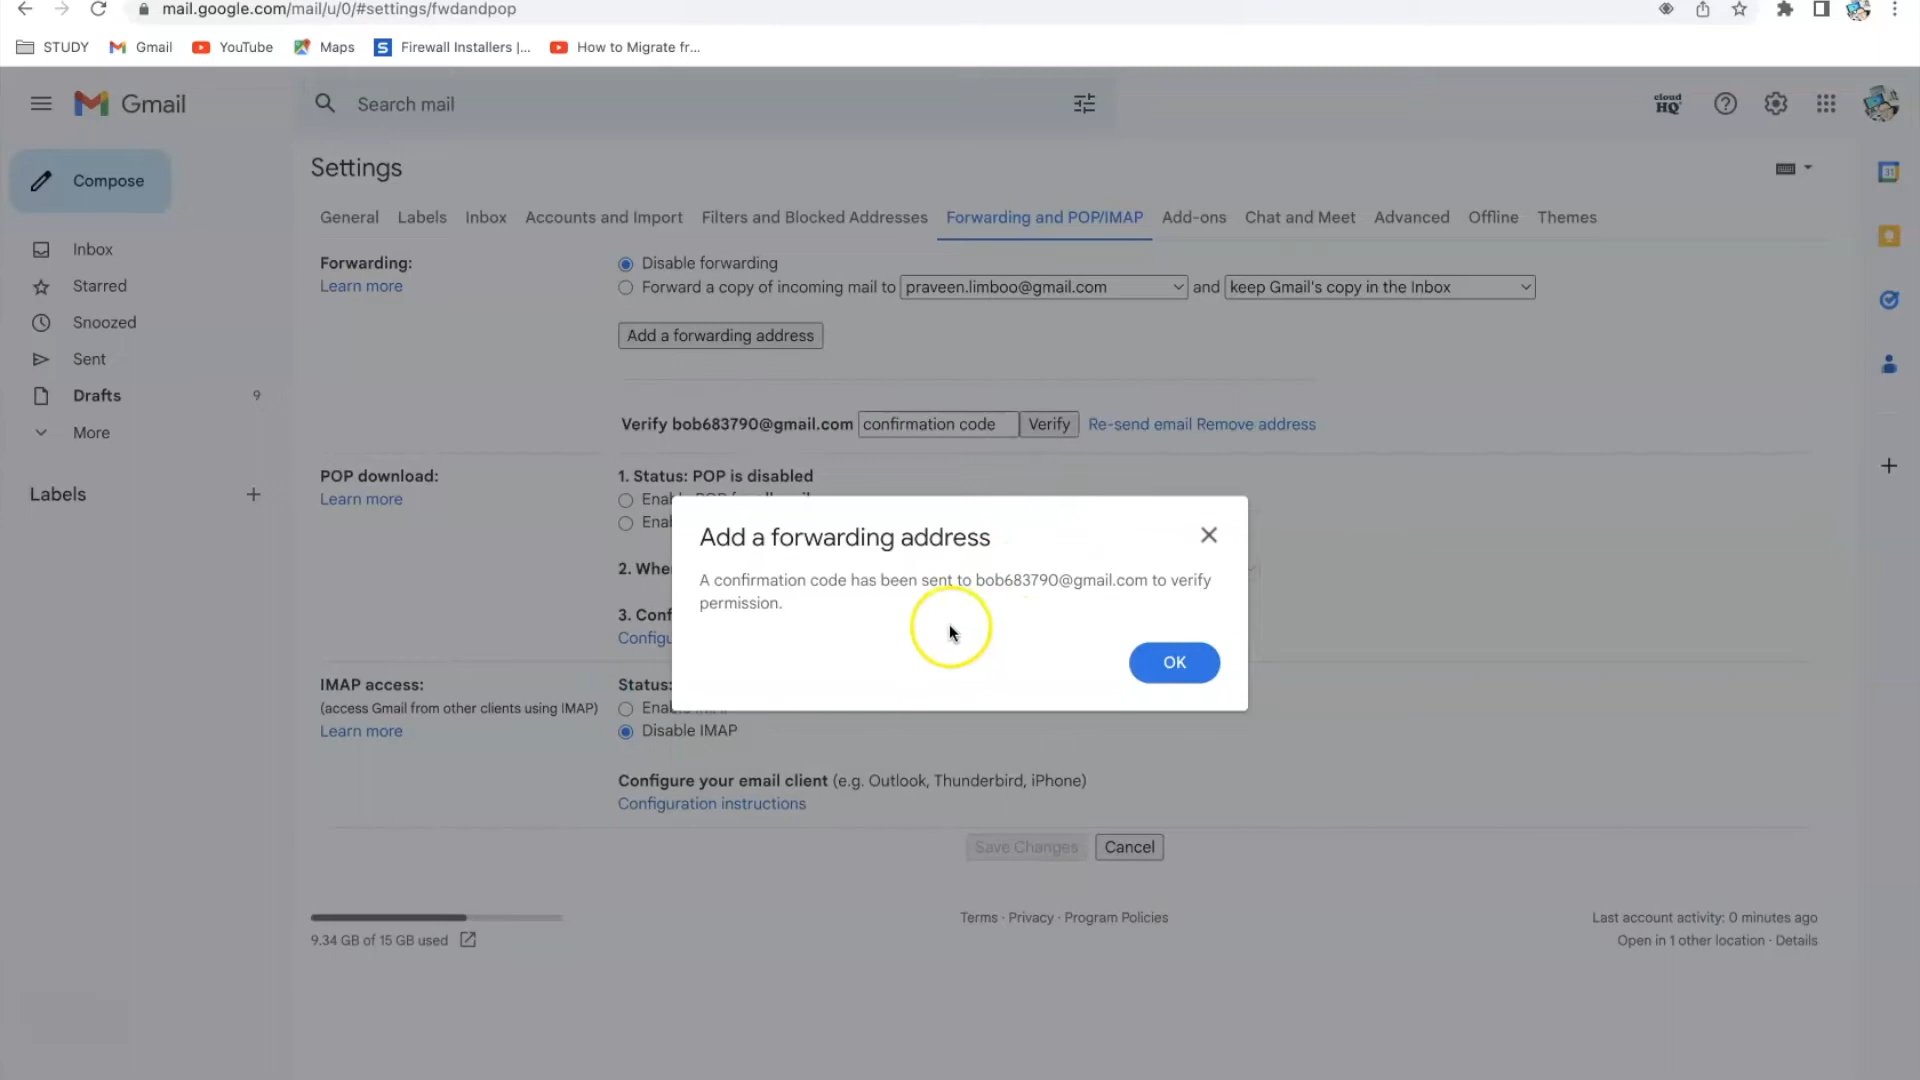 mail.google.com/mail/u/0/#settings/fwdandpop
STUDY Gmail YouTube Maps S Firewall Installers |... How to Migrate fr...
Gmail Search mail cloud HQ
Compose
Inbox
Starred
Snoozed
Sent
Drafts 9
More
Labels
Settings
General Labels Inbox Accounts and Import Filters and Blocked Addresses Forwarding and POP/IMAP Add-ons Chat and Meet Advanced Offline Themes
Forwarding:
Learn more
Disable forwarding
Forward a copy of incoming mail to praveen.limboo@gmail.com and keep Gmail's copy in the Inbox
Add a forwarding address
Verify bob683790@gmail.com confirmation code Verify Re-send email Remove address
POP download:
Learn more
1. Status: POP is disabled
2. Whe
3. Conf
Configu
Add a forwarding address
A confirmation code has been sent to bob683790@gmail.com to verify
permission.
OK
IMAP access:
(access Gmail from other clients using IMAP)
Learn more
Status:
Disable IMAP
Configure your email client (e.g. Outlook, Thunderbird, iPhone)
Configuration instructions
Save Changes Cancel
9.34 GB of 15 GB used
Terms · Privacy · Program Policies
Last account activity: 0 minutes ago
Open in 1 other location · Details
31